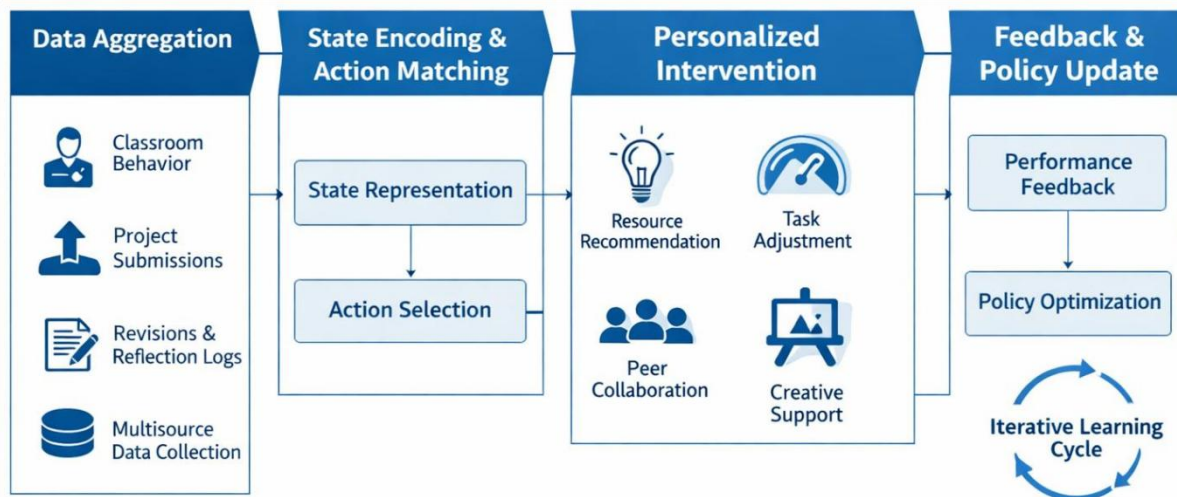 Data Aggregation
Classroom
Behavior
Project
Submissions
Revisions &
Reflection Logs
Multisource
Data Collection
State Encoding &
Action Matching
State Representation
Action Selection
Personalized
Intervention
Resource
Recommendation
Task
Adjustment
Peer
Collaboration
Creative
Support
Feedback &
Policy Update
Performance
Feedback
Policy Optimization
Iterative Learning
Cycle